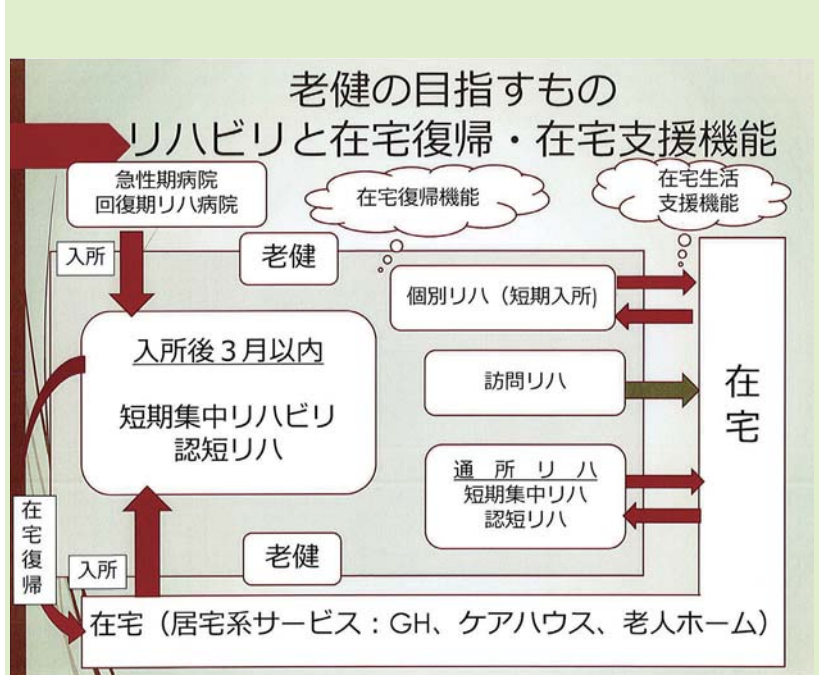 老健の目指すもの
リハビリと在宅復帰・在宅支援機能
急性期病院
回復期リハ病院
在宅復帰機能
在宅生活
支援機能
入所
老健
個別リハ（短期入所)
入所後３月以内
短期集中リハビリ
認短リハ
訪問リハ
在宅
通所リハ
短期集中リハ
認短リハ
在宅復帰
入所
老健
在宅（居宅系サービス：GH、ケアハウス、老人ホーム）